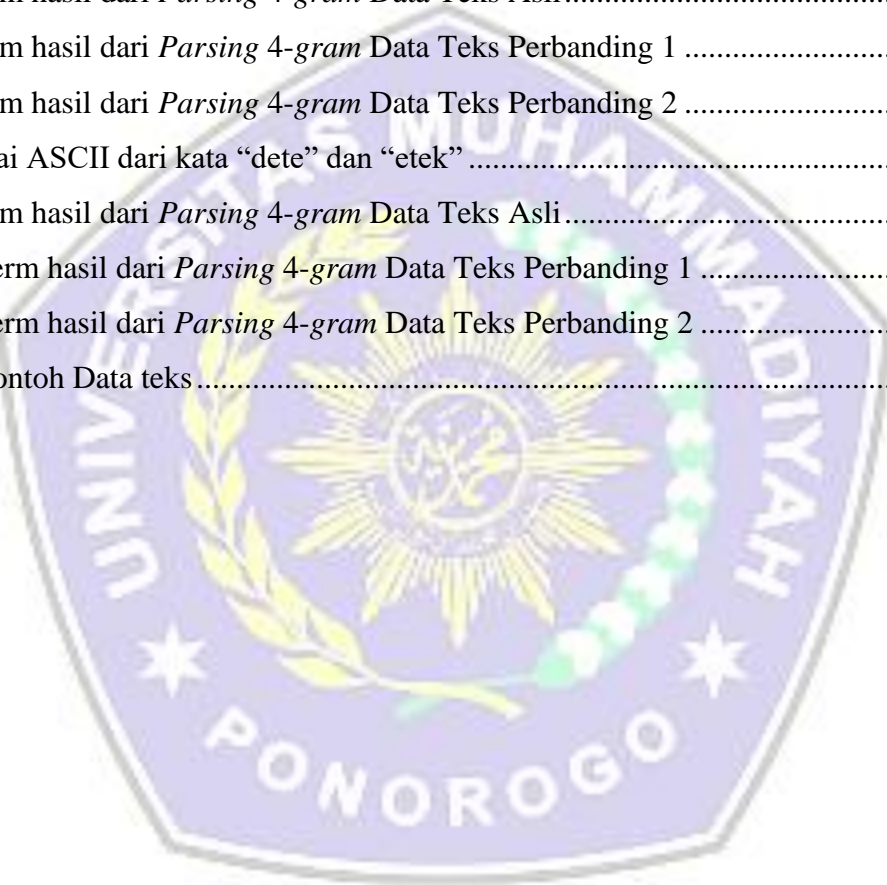 m hasil dari Parsing 4-gram Data Teks Asli..............................................
m hasil dari Parsing 4-gram Data Teks Perbanding 1 ...........................
m hasil dari Parsing 4-gram Data Teks Perbanding 2 ...........................
ai ASCII dari kata “dete” dan “etek” ........................................................
m hasil dari Parsing 4-gram Data Teks Asli...........................................
erm hasil dari Parsing 4-gram Data Teks Perbanding 1 .........................
erm hasil dari Parsing 4-gram Data Teks Perbanding 2 .........................
ontoh Data teks.........................................................................................
UNIVERSITAS MUHAMMADIYAH
PONOROGO